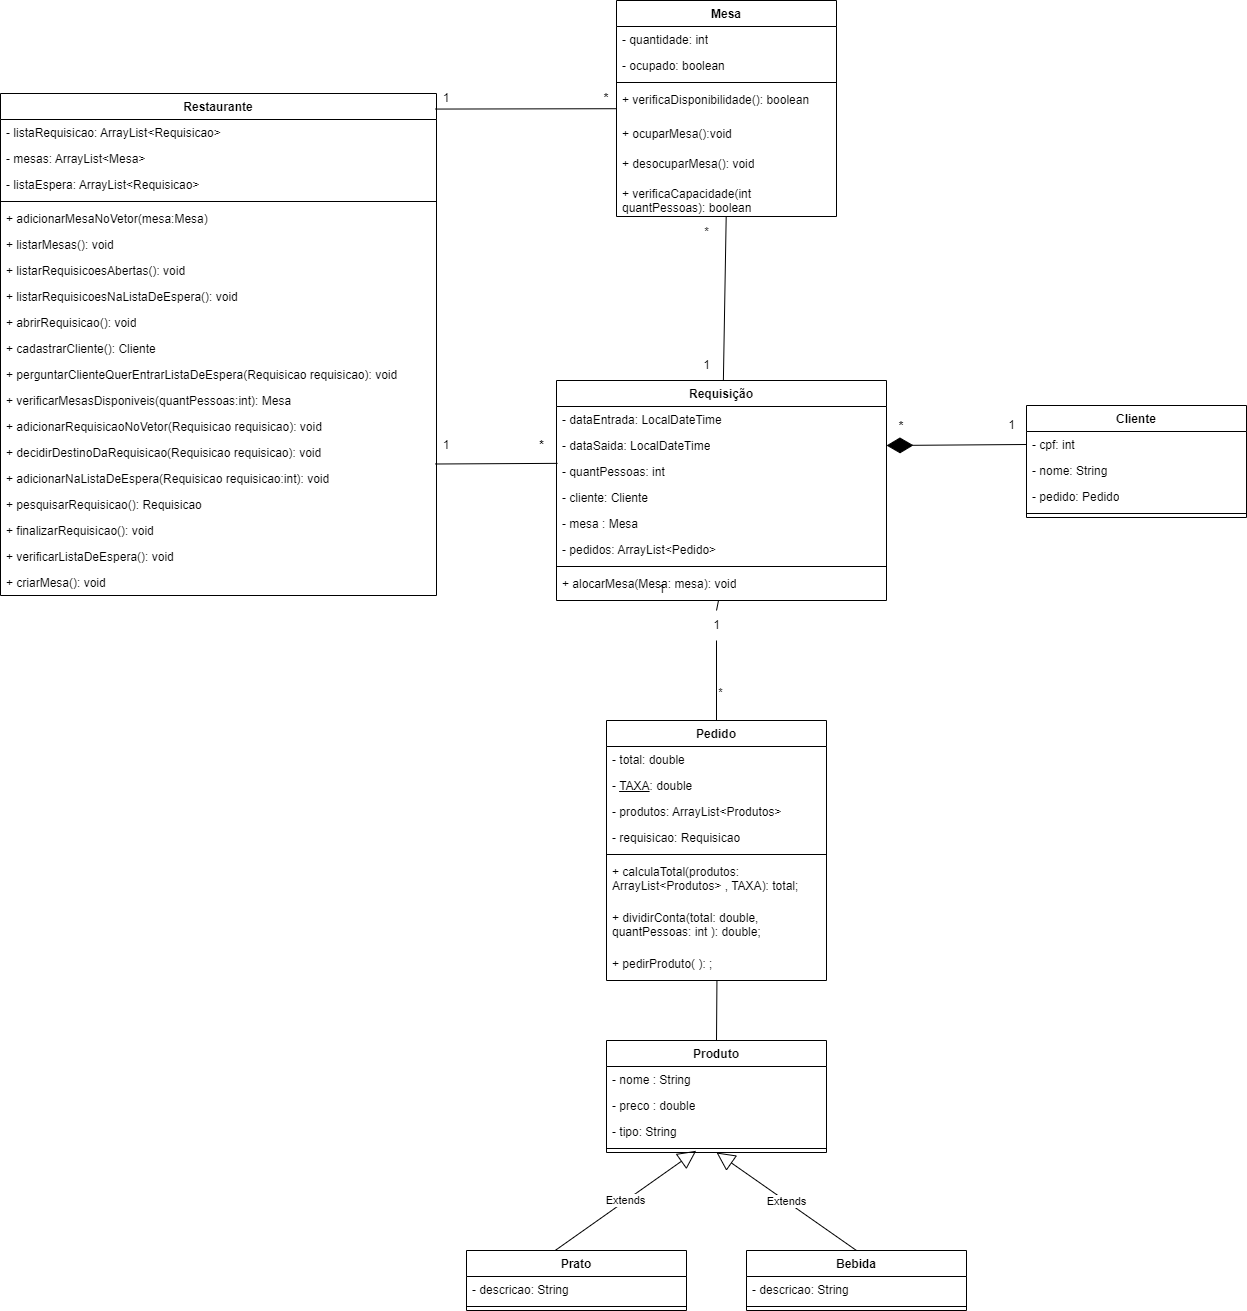 Mesa
- quantidade: int
- ocupado: boolean
+ verificaDisponibilidade(): boolean
+ ocuparMesa():void
+ desocuparMesa(): void
+ verificaCapacidade(int
quantPessoas): boolean
1
*
Restaurante
- listaRequisicao: ArrayList<Requisicao>
- mesas: ArrayList<Mesa>
- listaEspera: ArrayList<Requisicao>
+ adicionarMesaNoVetor(mesa:Mesa)
+ listarMesas(): void
+ listarRequisicoesAbertas(): void
+ listarRequisicoesNaListaDeEspera(): void
+ abrirRequisicao(): void
+ cadastrarCliente(): Cliente
+ perguntarClienteQuerEntrarListaDeEspera(Requisicao requisicao): void
+ verificarMesasDisponiveis(quantPessoas:int): Mesa
+ adicionarRequisicaoNoVetor(Requisicao requisicao): void
+ decidirDestinoDaRequisicao(Requisicao requisicao): void
+ adicionarNaListaDeEspera(Requisicao requisicao:int): void
+ pesquisarRequisicao(): Requisicao
+ finalizarRequisicao(): void
+ verificarListaDeEspera(): void
+ criarMesa(): void
*
1
1
*
Requisição
- dataEntrada: LocalDateTime
- dataSaida: LocalDateTime
- quantPessoas: int
- cliente: Cliente
- mesa : Mesa
- pedidos: ArrayList<Pedido>
+ alocarMesa(Mesa: mesa): void
*
1
Cliente
- cpf: int
- nome: String
- pedido: Pedido
1
*
Pedido
- total: double
- TAXA: double
- produtos: ArrayList<Produtos>
- requisicao: Requisicao
+ calculaTotal(produtos:
ArrayList<Produtos> , TAXA): total;
+ dividirConta(total: double,
quantPessoas: int ): double;
+ pedirProduto( ): ;
Produto
- nome : String
- preco : double
- tipo: String
Extends
Extends
Prato
- descricao: String
Bebida
- descricao: String